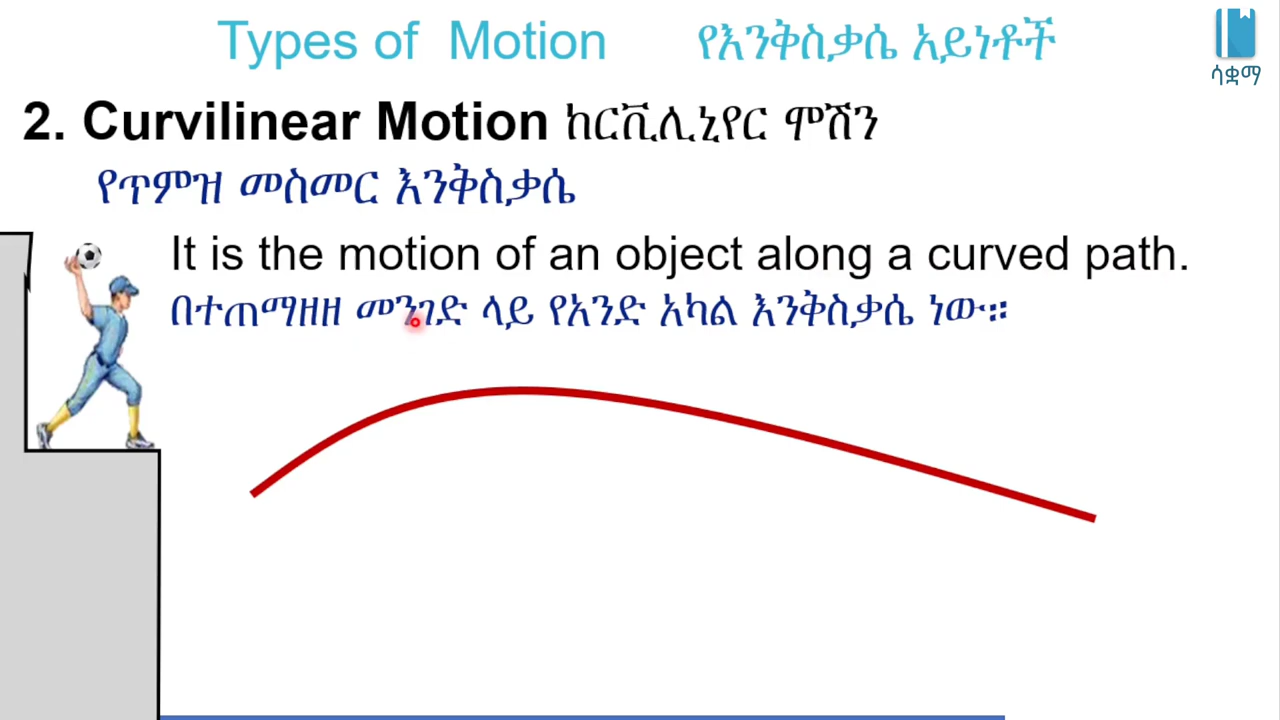 Types of Motion የእንቅስቃሴ አይነቶች
ሳቋማ
2. Curvilinear Motion ከርቪሊኒየር ሞሽን
የጥምዝ መስመር እንቅስቃሴ
It is the motion of an object along a curved path.
በተጠማዘዘ መንገድ ላይ የአንድ አካል እንቅስቃሴ ነው።